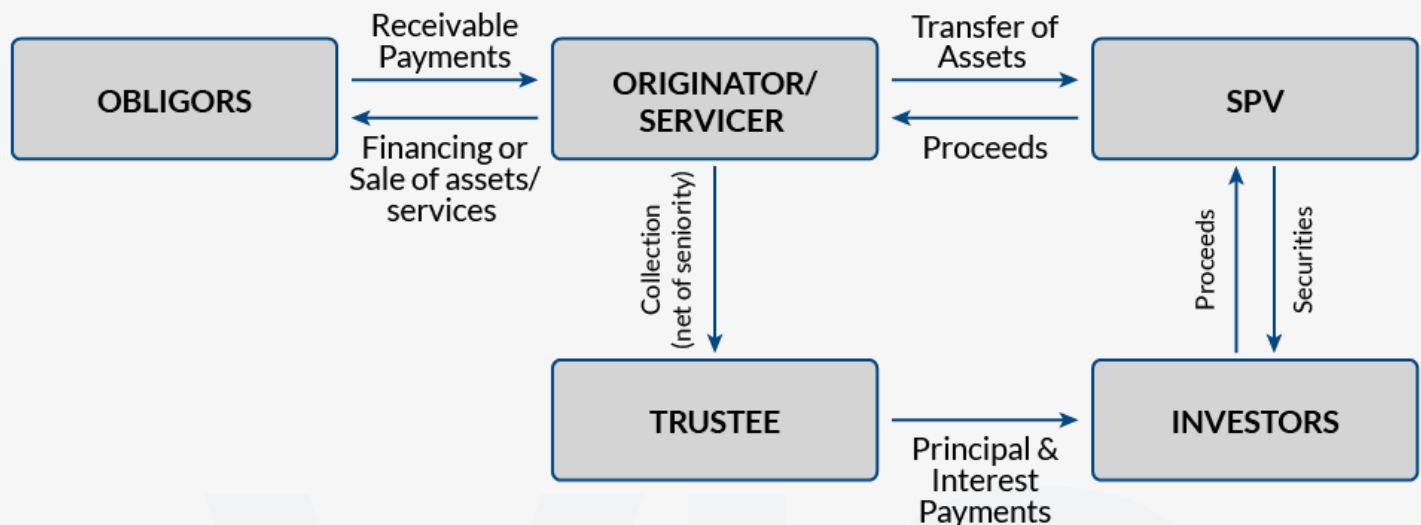 Receivable
Payments
Transfer of
Assets
OBLIGORS
ORIGINATOR/
SERVICER
SPV
Financing or
Sale of assets/
services
Proceeds
Collection
(net of seniority)
Proceeds
Securities
TRUSTEE
INVESTORS
Principal &
Interest
Payments